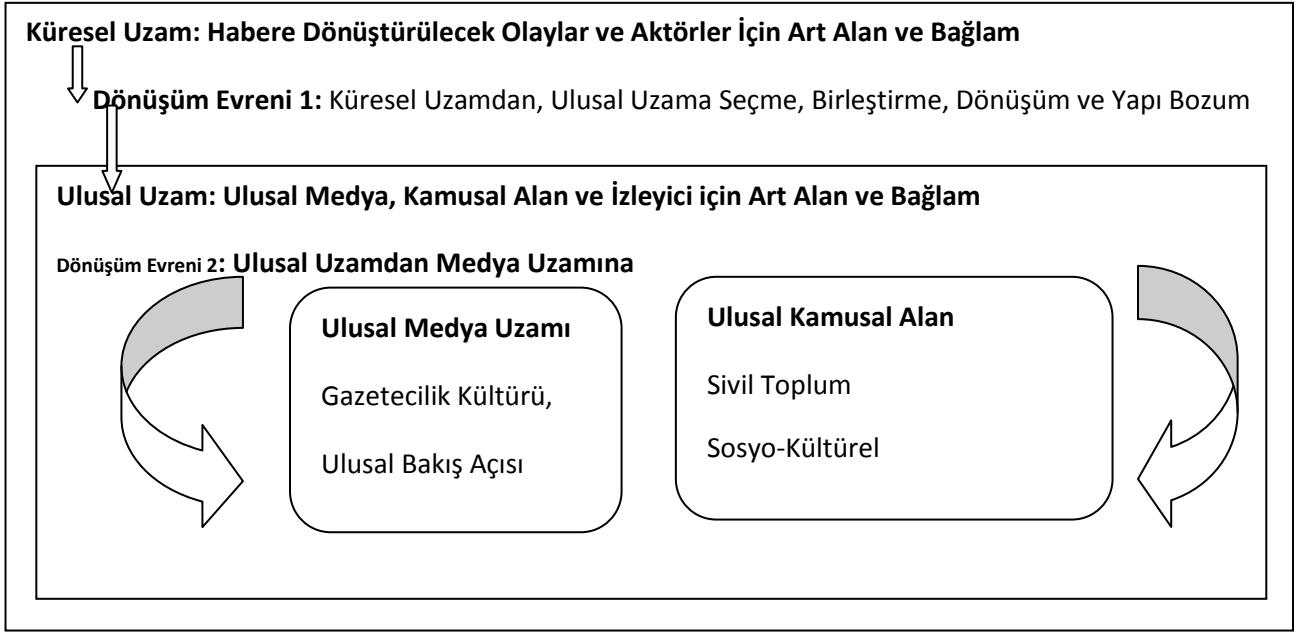 Küresel Uzam: Habere Dönüştürülecek Olaylar ve Aktörler İçin Art Alan ve Bağlam
Dönüşüm Evreni 1: Küresel Uzamdan, Ulusal Uzama Seçme, Birleştirme, Dönüşüm ve Yapı Bozum
Ulusal Uzam: Ulusal Medya, Kamusal Alan ve İzleyici için Art Alan ve Bağlam
Dönüşüm Evreni 2: Ulusal Uzamdan Medya Uzamına
Ulusal Medya Uzamı
Gazetecilik Kültürü,
Ulusal Bakış Açısı
Ulusal Kamusal Alan
Sivil Toplum
Sosyo-Kültürel